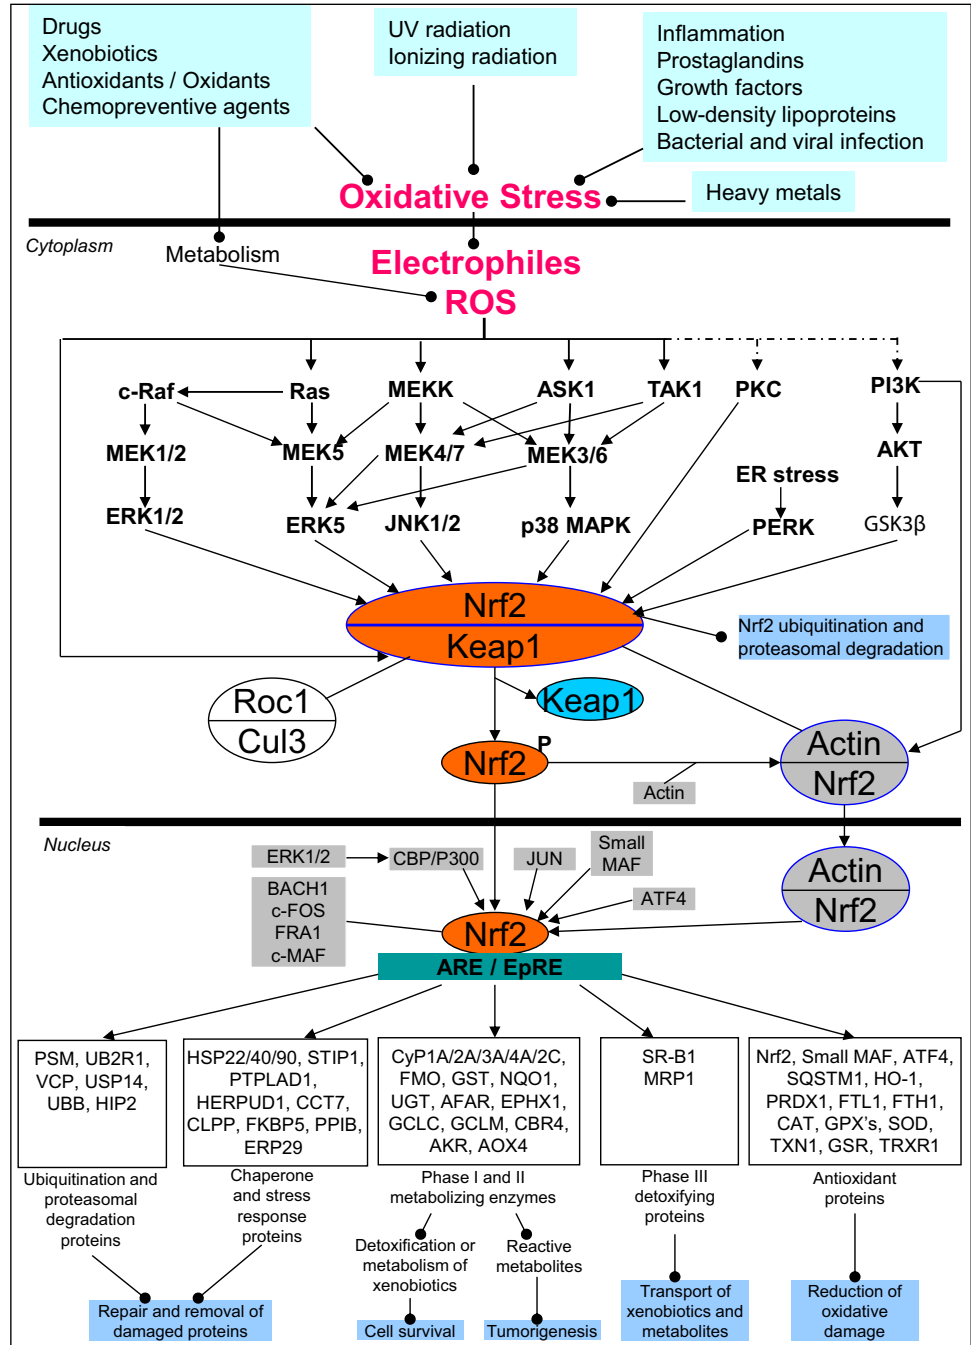 Drugs
Xenobiotics
Antioxidants / Oxidants
Chemopreventive agents
UV radiation
Ionizing radiation
Inflammation
Prostaglandins
Growth factors
Low-density lipoproteins
Bacterial and viral infection
Oxidative Stress
Heavy metals
Cytoplasm
Metabolism
Electrophiles
ROS
c-Raf
Ras
MEKK
ASK1
TAK1
PKC
PI3K
MEK1/2
MEK5
MEK4/7
MEK3/6
AKT
ER stress
ERK1/2
ERK5
JNK1/2
p38 MAPK
PERK
GSK3β
Nrf2
Keap1
Nrf2 ubiquitination and
proteasomal degradation
Roc1
Cul3
Keap1
P
Nrf2
Actin
Actin
Nrf2
Nucleus
ERK1/2
CBP/P300
JUN
Small
MAF
BACH1
c-FOS
FRA1
c-MAF
ATF4
Actin
Nrf2
Nrf2
ARE / EpRE
PSM, UB2R1,
VCP, USP14,
UBB, HIP2
HSP22/40/90, STIP1,
PTPLAD1,
HERPUD1, CCT7,
CLPP, FKBP5, PPIB,
ERP29
CyP1A/2A/3A/4A/2C,
FMO, GST, NQO1,
UGT, AFAR, EPHX1,
GCLC, GCLM, CBR4,
AKR, AOX4
SR-B1
MRP1
Nrf2, Small MAF, ATF4,
SQSTM1, HO-1,
PRDX1, FTL1, FTH1,
CAT, GPX's, SOD,
TXN1, GSR, TRXR1
Ubiquitination and
proteasomal
degradation
proteins
Chaperone
and stress
response
proteins
Phase I and II
metabolizing enzymes
Phase III
detoxifying
proteins
Antioxidant
proteins
Detoxification or
metabolism of
xenobiotics
Reactive
metabolites
Repair and removal of
damaged proteins
Cell survival
Tumorigenesis
Transport of
xenobiotics and
metabolites
Reduction of
oxidative
damage